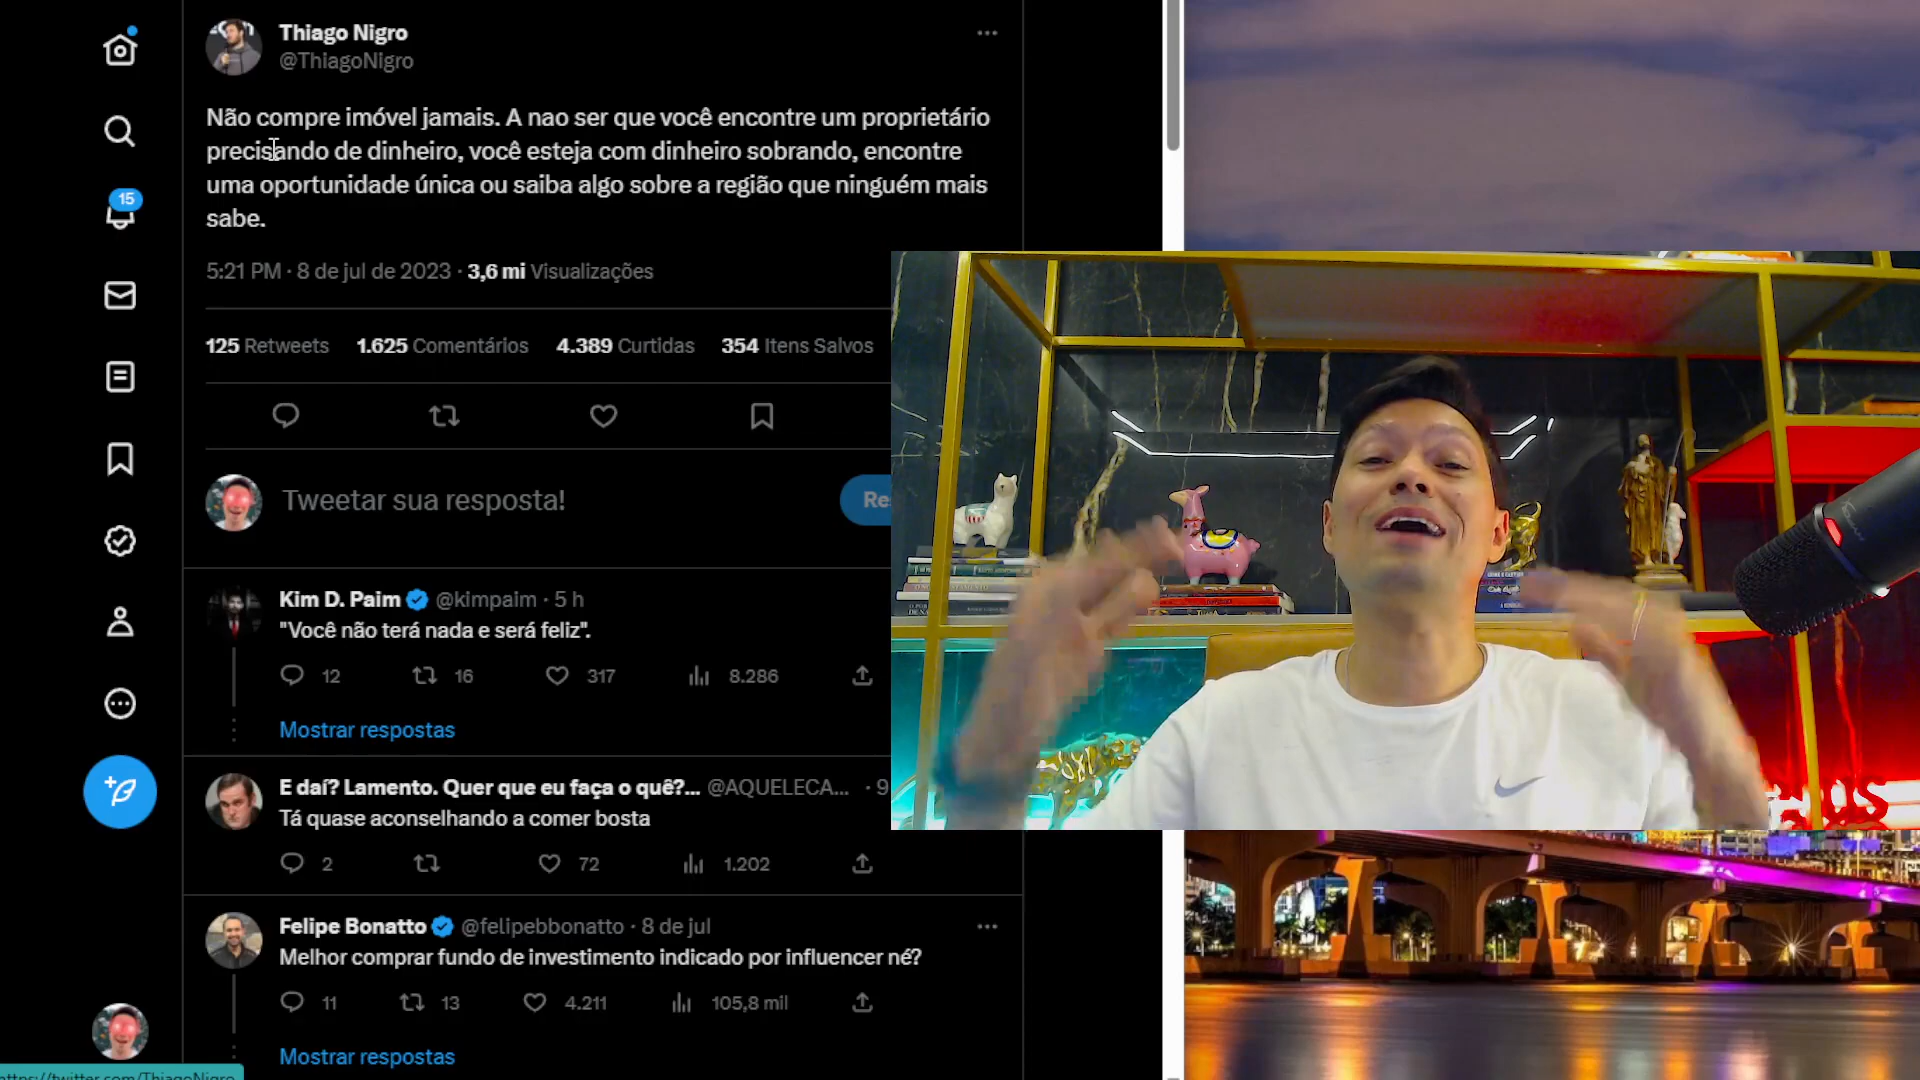 Thiago Nigro
@ThiagoNigro
Não compre imóvel jamais. A nao ser que você encontre um proprietário
precisando de dinheiro, você esteja com dinheiro sobrando, encontre
uma oportunidade única ou saiba algo sobre a região que ninguém mais
sabe.
15
5:21 PM · 8 de jul de 2023 · 3,6 mi Visualizações
125 Retweets 1.625 Comentários 4.389 Curtidas 354 Itens Salvos
Tweetar sua resposta!
Kim D. Paim @kimpaim · 5 h
"Você não terá nada e será feliz".
12 16 317 8.286
Mostrar respostas
E daí? Lamento. Quer que eu faça o quê?... @AQUELECA... · 9
Tá quase aconselhando a comer bosta
2 72 1.202
Felipe Bonatto @felipebbonatto · 8 de jul
Melhor comprar fundo de investimento indicado por influencer né?
11 13 4.211 105,8 mil
Mostrar respostas
https://twitter.com/ThiagoNigro